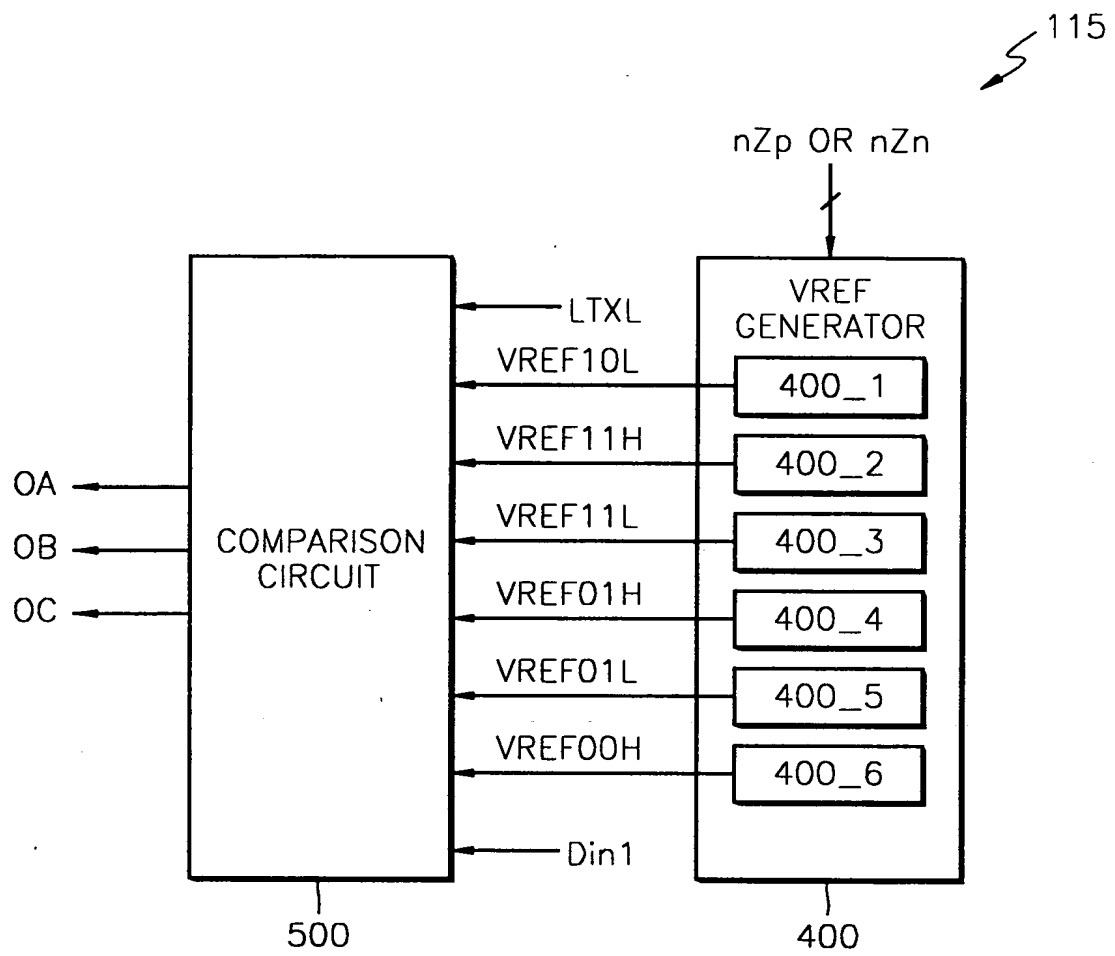 115
nZp OR nZn
VREF
GENERATOR
LTXL
VREF10L
400_1
VREF11H
400_2
VREF11L
400_3
VREF01H
400_4
VREF01L
400_5
VREF00H
400_6
Din1
OA
OB
OC
COMPARISON
CIRCUIT
500
400